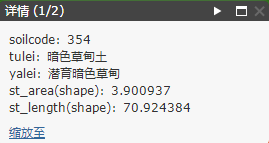 详情 (1/2)
soilcode：354
tulei：暗色草甸土
yalei：潜育暗色草甸
st_area(shape)：3.900937
st_length(shape)：70.924384
缩放至